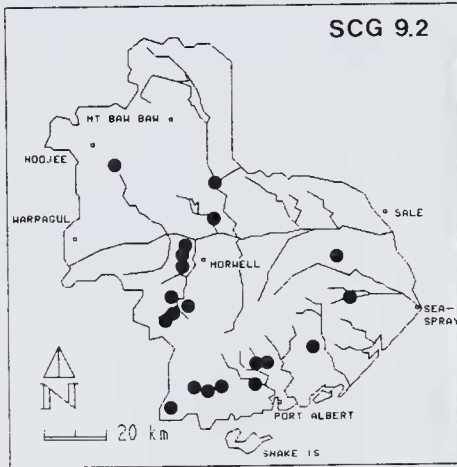 SCG 9.2
MT BAW BAW
NOOJEE
WARRAGUL
SALE
MORWELL
SEA-
SPRAY
N
20 km
PORT ALBERT
SNAKE IS